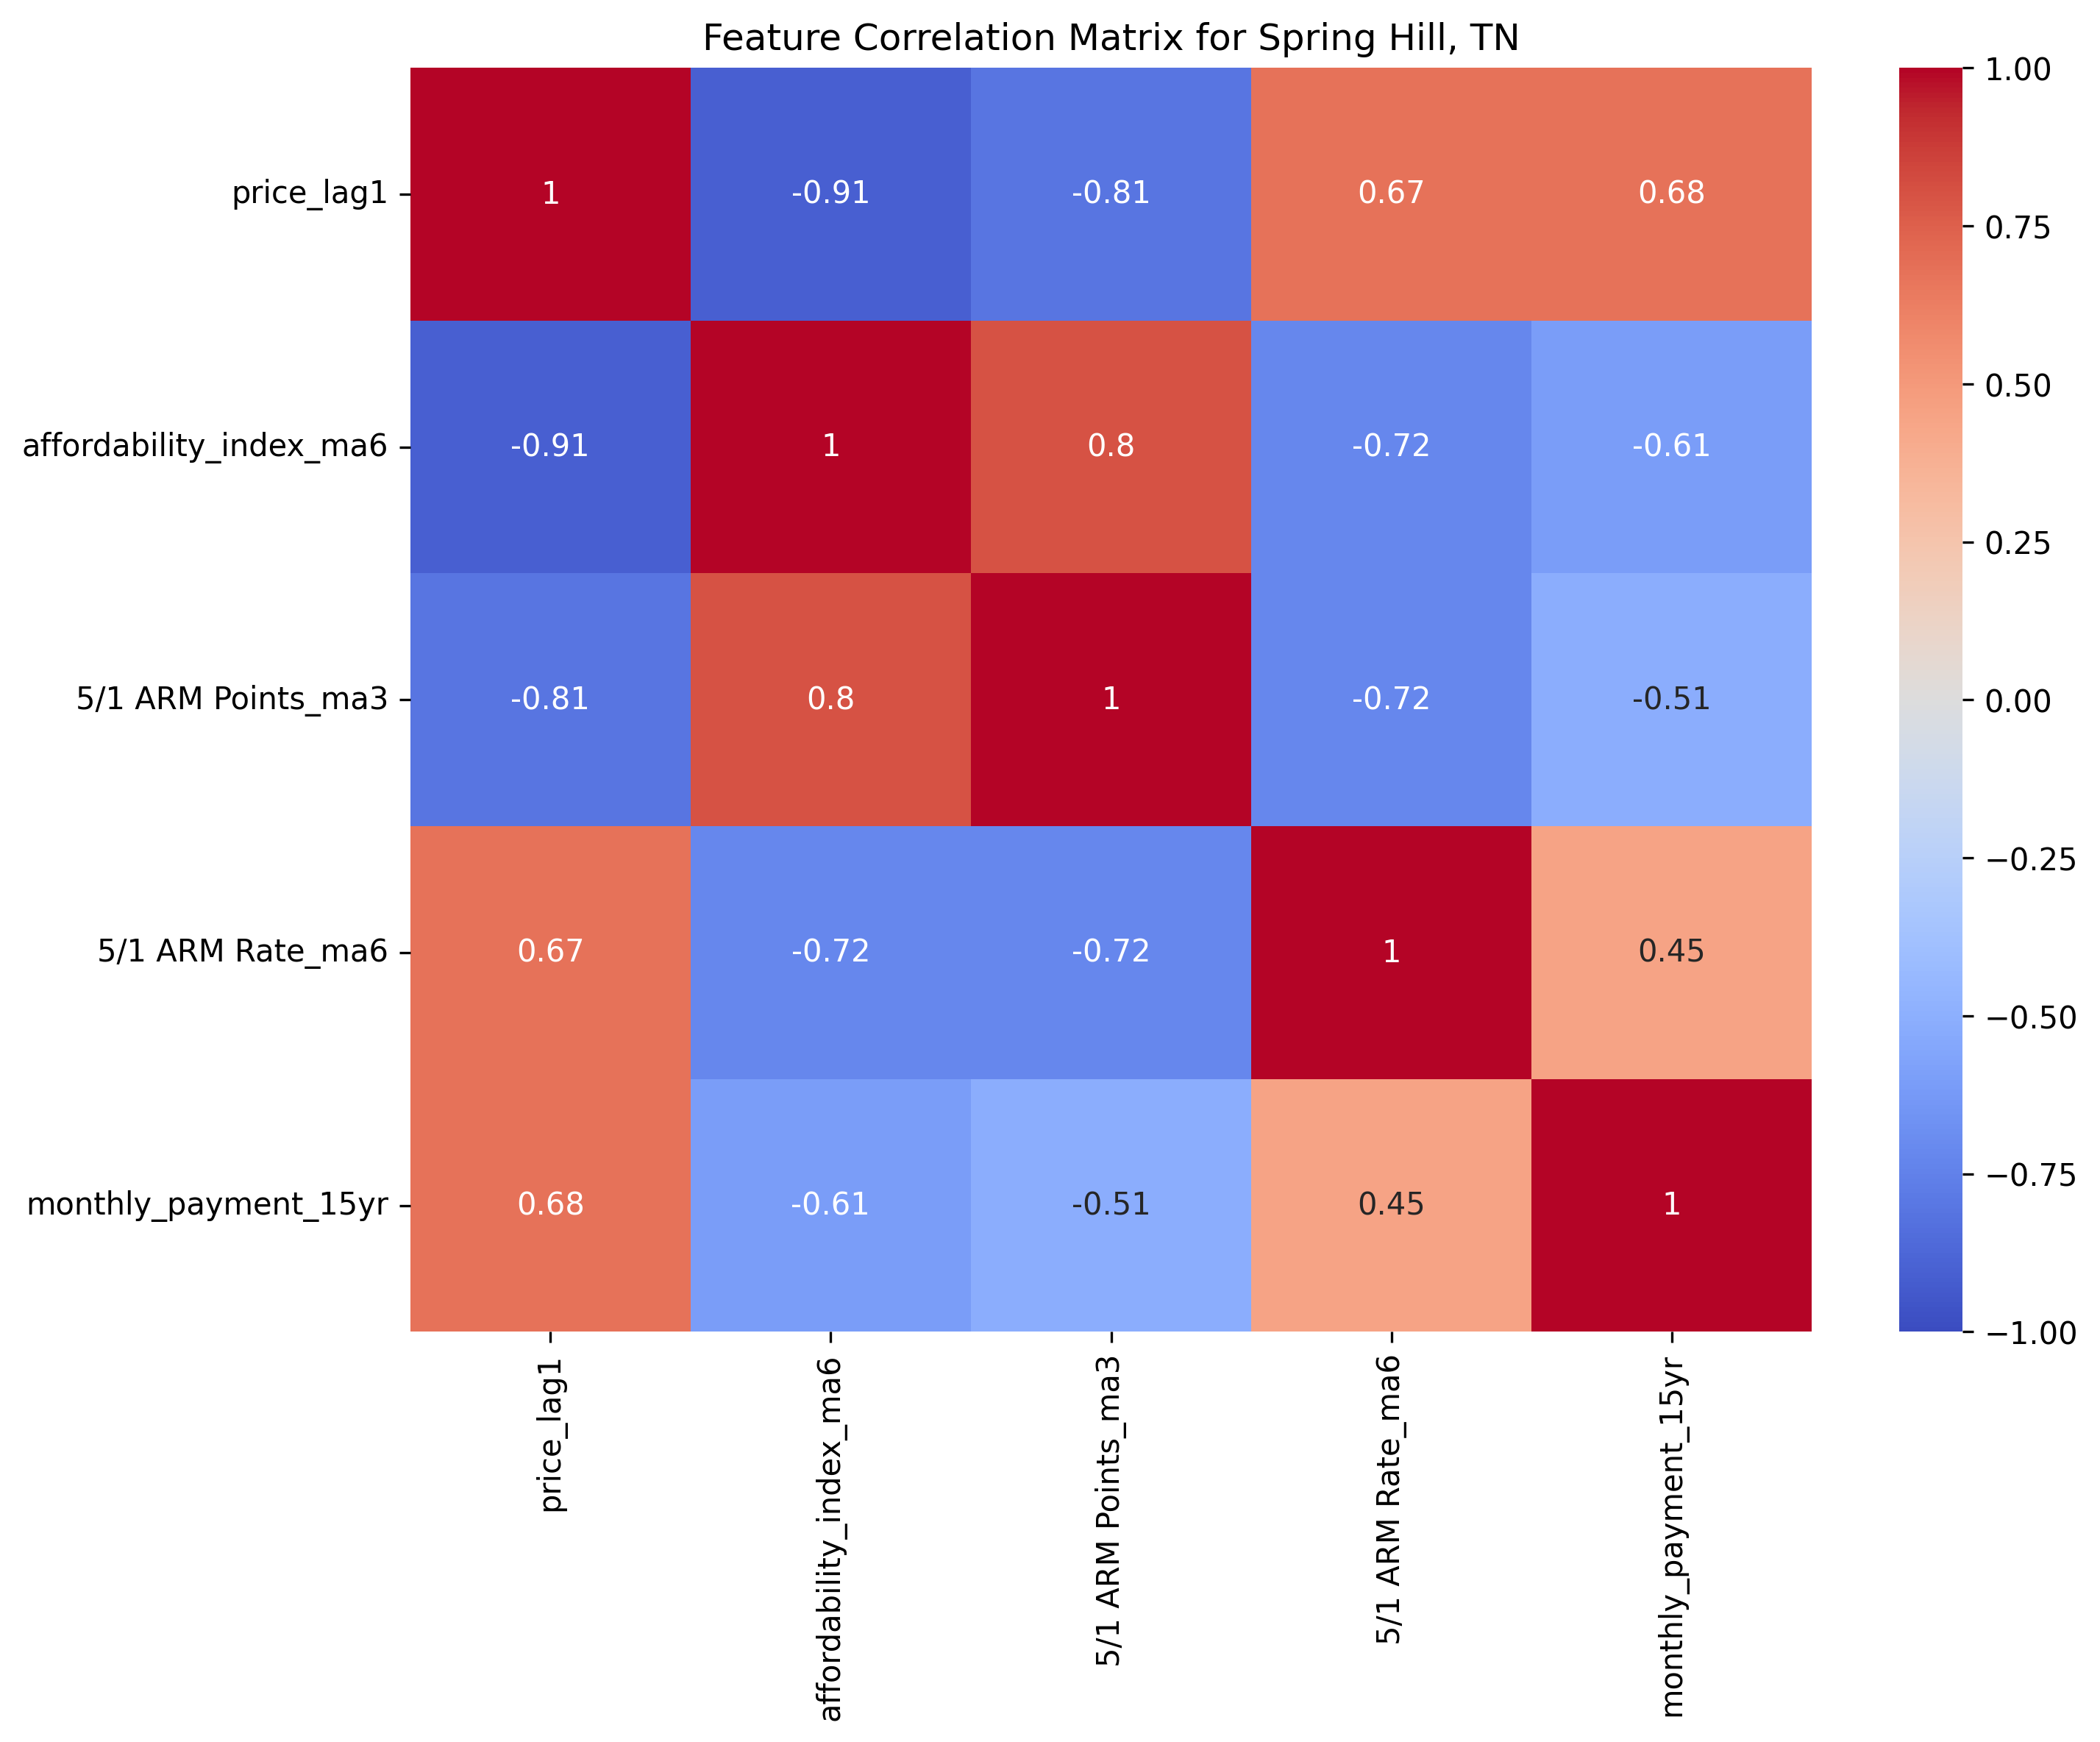 Feature Correlation Matrix for Spring Hill, TN
price_lag1 1 -0.91 -0.81 0.67 0.68
affordability_index_ma6 -0.91 1 0.8 -0.72 -0.61
5/1 ARM Points_ma3 -0.81 0.8 1 -0.72 -0.51
5/1 ARM Rate_ma6 0.67 -0.72 -0.72 1 0.45
monthly_payment_15yr 0.68 -0.61 -0.51 0.45 1
price_lag1
affordability_index_ma6
5/1 ARM Points_ma3
5/1 ARM Rate_ma6
monthly_payment_15yr
1.00
0.75
0.50
0.25
0.00
−0.25
−0.50
−0.75
−1.00